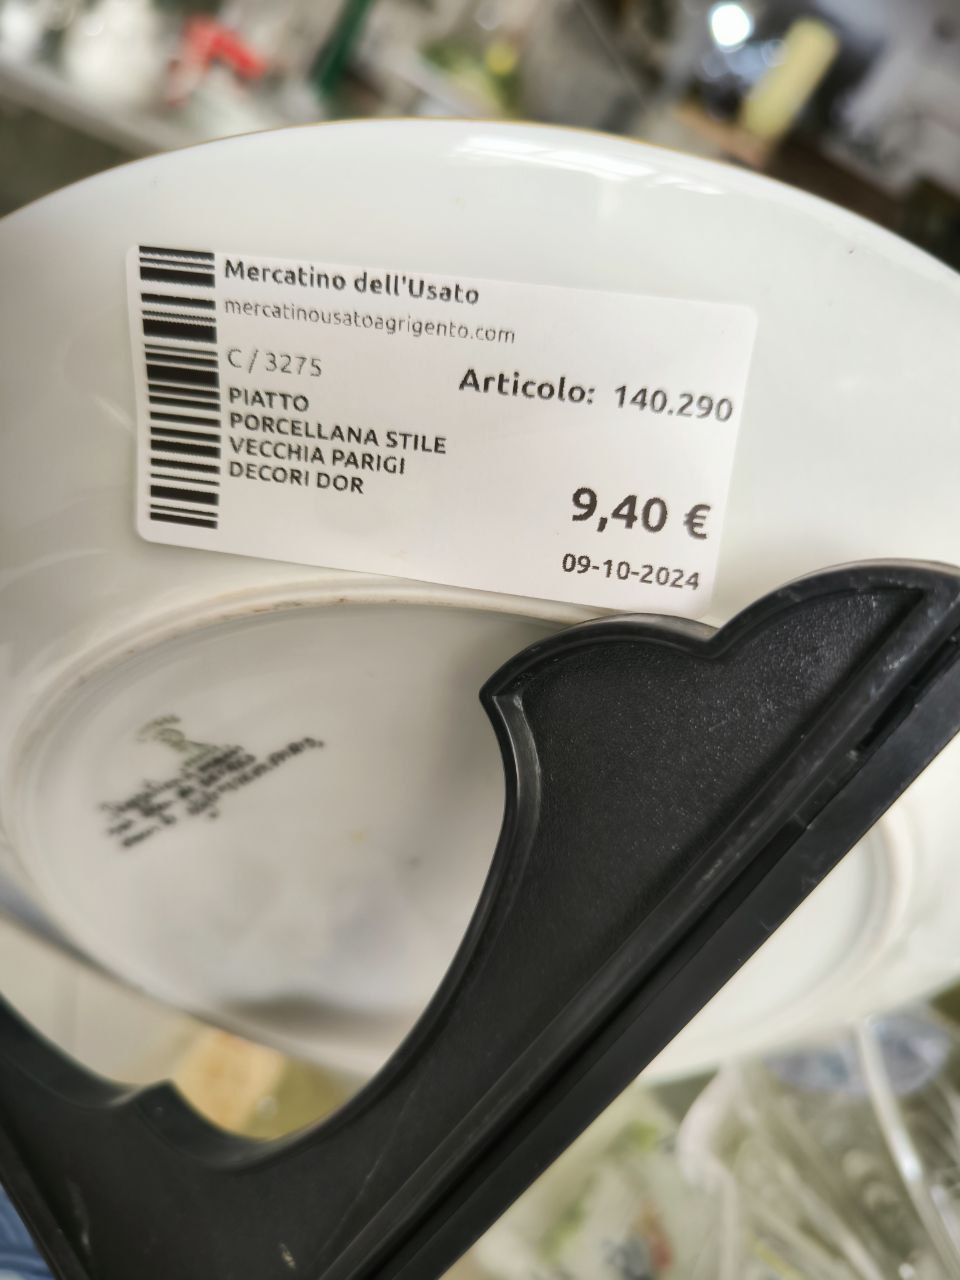 Mercatino dell'Usato
mercatinousatoagrigento.com
C / 3275
Articolo: 140.290
PIATTO
PORCELLANA STILE
VECCHIA PARIGI
DECORI DOR
9,40 €
09-10-2024